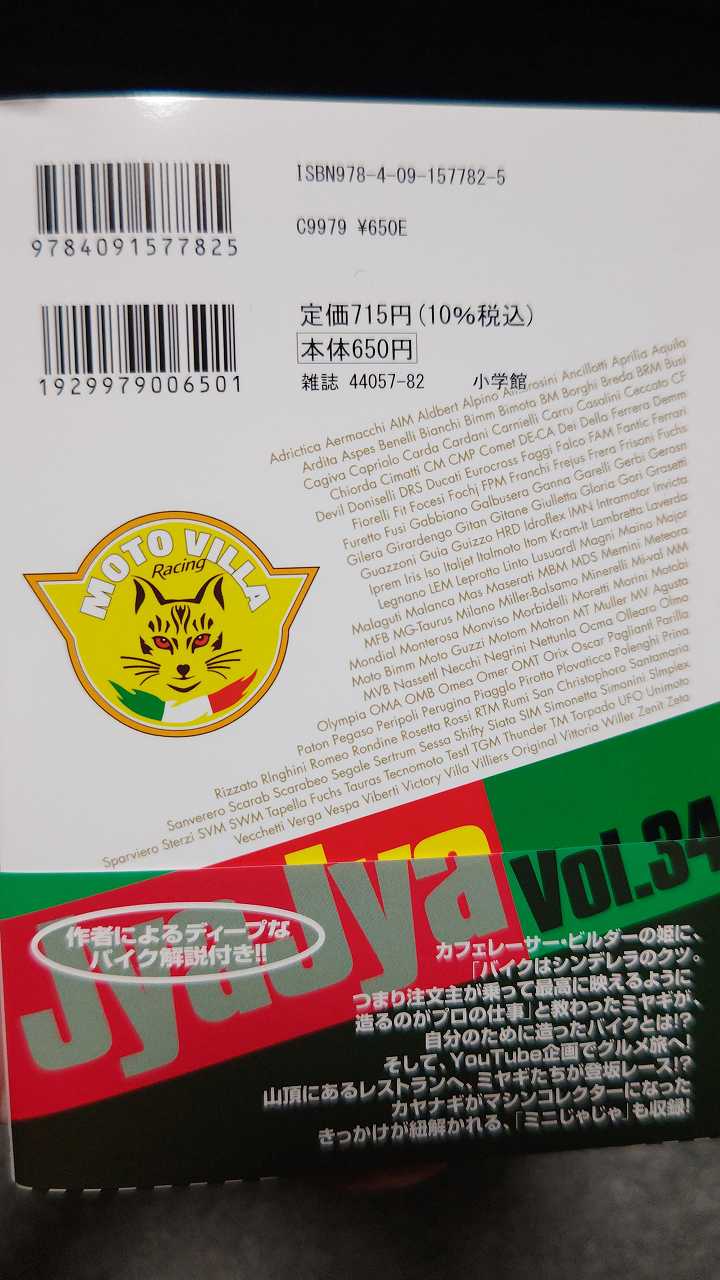 ISBN978-4-09-157782-5
9784091577825
C9979 ¥650E
定価715円(10%税込)
本体650円
1929979006501
雑誌 44057-82 小学館
Adrictica Aermacchi AIM Aldbert Alpino Ambrosini Ancillotti Aprilia Aquila
Ardita Aspes Benelli Bianchi Bimm Bimota BM Borghi Breda BRM Busi
Cagiva Capriolo Carda Cardani Carnielli Carru Casalini Ceccato CF
Chiorda Cimatti CM CMP Comet DE-CA Dei Della Ferrera Demm
Devil Doniselli DRS Ducati Eurocross Faggi Falco FAM Fantic Ferrari
Fiorelli Fit Focesi Fochj FPM Franchi Frejus Frera Frisoni Fuchs
Furetto Fusi Gabbiano Galbusera Ganna Garelli Gerbi Gerosn
Gilera Girardengo Gitan Gitane Giulletta Gloria Gori Grasetti
Guazzoni Guia Guizzo HRD Idroflex IMN Intramotor Invicta
Iprem Iris Iso Italjet Italmoto Itom Kram-It Lambretta Laverda
Legnano LEM Leprotto Linto Lusuardl Magni Maino Major
Malaguti Malanca Mas Maserati MBM MDS Memini Meteora
MFB MG-Taurus Milano Miller-Balsamo Minerelli Mi-val MM
Mondial Monterosa Monviso Morbidelli Moretti Morini Motobi
Moto Bimm Moto Guzzi Motom Motron MT Muller MV Agusta
MVB Nassetti Necchi Negrini Nettunla Ocma Ollearo Olmo
Olympia OMA OMB Omea Omer OMT Orix Oscar Paglianti Parilla
Paton Pegaso Peripoli Perugina Piagglo Pirotta Plovaticca Polenghi Prina
Rizzato RInghini Romeo Rondine Rosetta Rossi RTM Rumi San Christophoro Santamaria
Sanverero Scarab Scarabeo Segale Sertrum Sessa Shifty Siata SIM Simonetta Simonini Simplex
Sparviero Sterzi SVM SWM Tapella Fuchs Tauras Tecnomoto Testl TGM Thunder TM Torpado UFO Unimoto
Vecchetti Verga Vespa Viberti Victory Villa Villiers Original Vittoria Willer Zenit Zeta
MOTO VILLA
Racing
JyaJya
Vol.34
作者によるディープな
バイク解説付き!!
カフェレーサー・ビルダーの姫に、
「バイクはシンデレラのクツ。
つまり注文主が乗って最高に映えるように
造るのがプロの仕事」と教わったミヤギが、
自分のために造ったバイクとは!?
そして、YouTube企画でグルメ旅へ!
山頂にあるレストランへ、ミヤギたちが登坂レース!?
カヤナギがマシンコレクターになった
きっかけが紐解かれる、「ミニじゃじゃ」も収録!